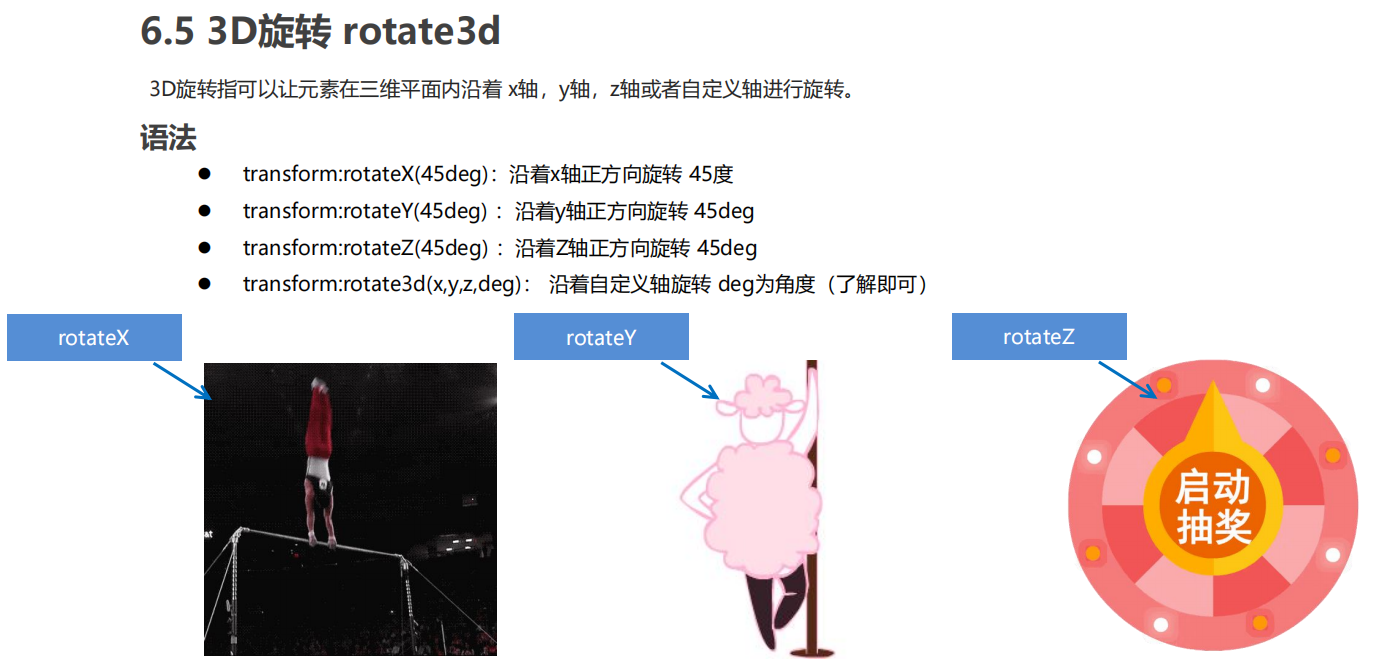 6.5 3D旋转 rotate3d
3D旋转指可以让元素在三维平面内沿着 x轴，y轴，z轴或者自定义轴进行旋转。
语法
● transform:rotateX(45deg)：沿着x轴正方向旋转 45度
● transform:rotateY(45deg) ：沿着y轴正方向旋转 45deg
● transform:rotateZ(45deg) ：沿着Z轴正方向旋转 45deg
● transform:rotate3d(x,y,z,deg)： 沿着自定义轴旋转 deg为角度（了解即可）
rotateX
rotateY
rotateZ
启动
抽奖